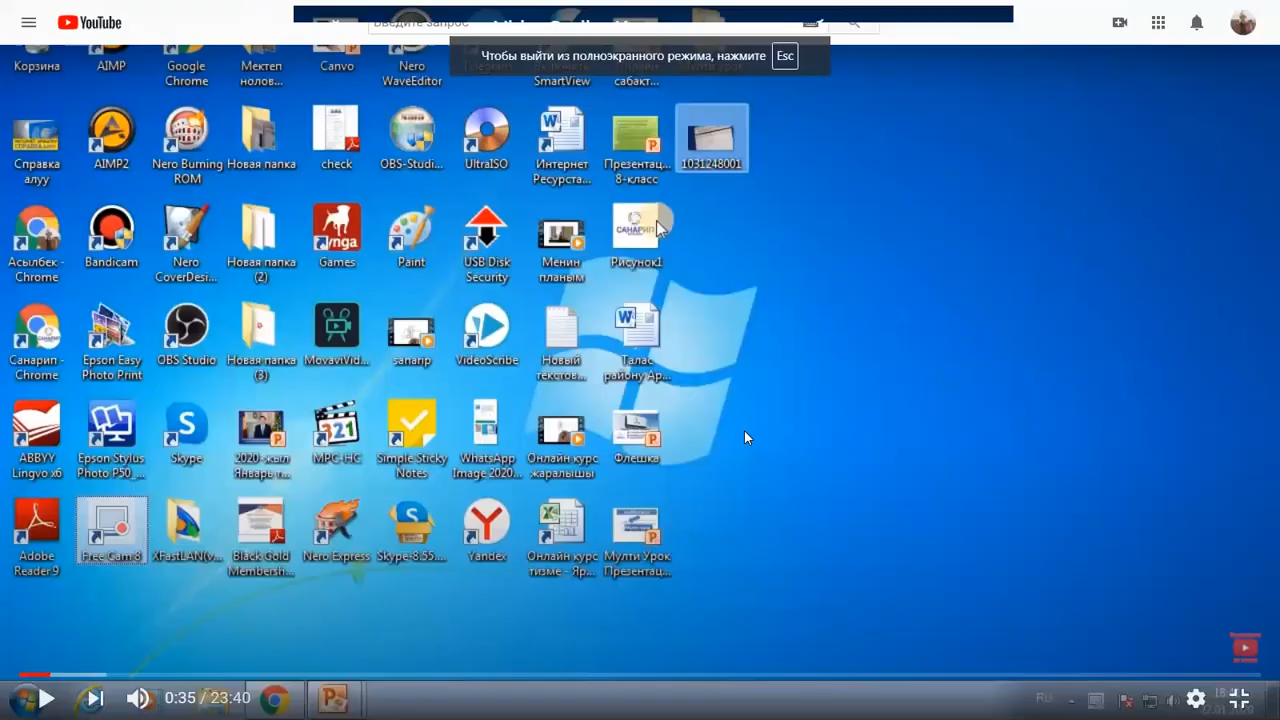 YouTube
Введите запрос
Чтобы выйти из полноэкранного режима, нажмите Esc
Корзина
AIMP
Google
Chrome
Мектеп
нолов...
Canvo
Nero
WaveEditor
SmartView
сабакт...
Справка
алуу
AIMP2
Nero Burning
ROM
Новая папка
check
OBS-Studi...
UltraISO
Интернет
Ресурста...
Презентац...
8-класс
1031248001
Асылбек -
Chrome
Bandicam
Nero
CoverDesi...
Новая папка
(2)
Games
Paint
USB Disk
Security
Менин
планым
САНАРИП
Рисунок1
Санарип -
Chrome
Epson Easy
Photo Print
OBS Studio
Новая папка
(3)
MovaviVid...
sanarip
VideoScribe
Новый
текстов...
Талас
району Ар...
ABBYY
Lingvo x6
Epson Stylus
Photo P50_...
Skype
2020-жыл
Январь т...
MPC-HC
Simple Sticky
Notes
WhatsApp
Image 2020...
Онлайн курс
жаралышы
Флешка
Adobe
Reader 9
Free Cam 8
XFastLAN(v...
Black Gold
Membersh...
Nero Express
Skype-8.55....
Yandex
Онлайн курс
тизме - Яр...
Мулти Урок
Презентац...
0:35 / 23:40
RU